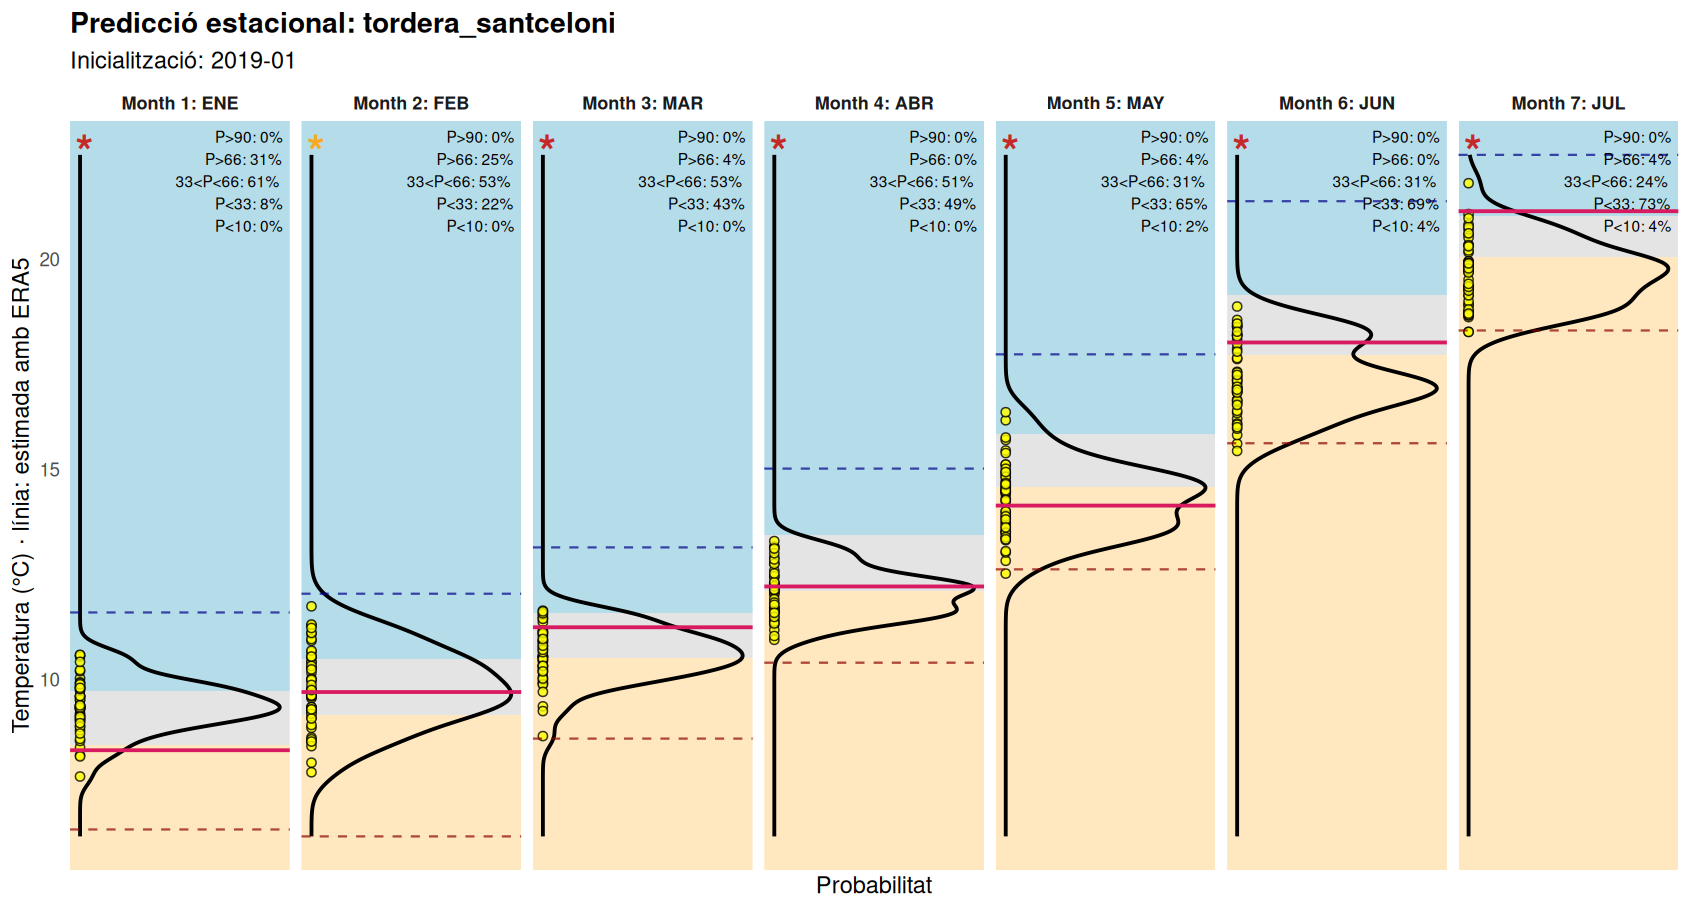 Predicció estacional: tordera_santceloni
Inicialització: 2019-01
Month 1: ENE
Month 2: FEB
Month 3: MAR
Month 4: ABR
Month 5: MAY
Month 6: JUN
Month 7: JUL
*
P>90: 0%
P>66: 31%
33<P<66: 61%
P<33: 8%
P<10: 0%
*
P>90: 0%
P>66: 25%
33<P<66: 53%
P<33: 22%
P<10: 0%
*
P>90: 0%
P>66: 4%
33<P<66: 53%
P<33: 43%
P<10: 0%
*
P>90: 0%
P>66: 0%
33<P<66: 51%
P<33: 49%
P<10: 0%
*
P>90: 0%
P>66: 4%
33<P<66: 31%
P<33: 65%
P<10: 2%
*
P>90: 0%
P>66: 0%
33<P<66: 31%
P<33: 69%
P<10: 4%
*
P>90: 0%
P>66: 4%
33<P<66: 24%
P<33: 73%
P<10: 4%
20
15
10
Temperatura (°C) · línia: estimada amb ERA5
Probabilitat